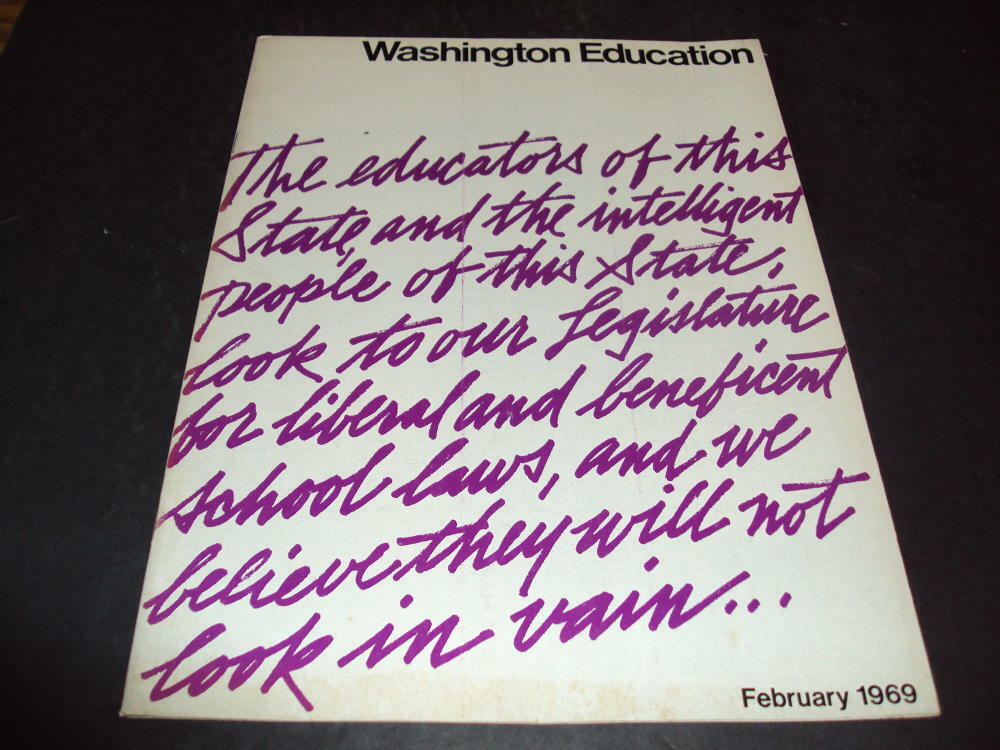 Washington Education
The educators of this
State, and the intelligent
people of this State,
look to our Legislature
for liberal and beneficent
school laws, and we
believe they will not
look in vain...
February 1969